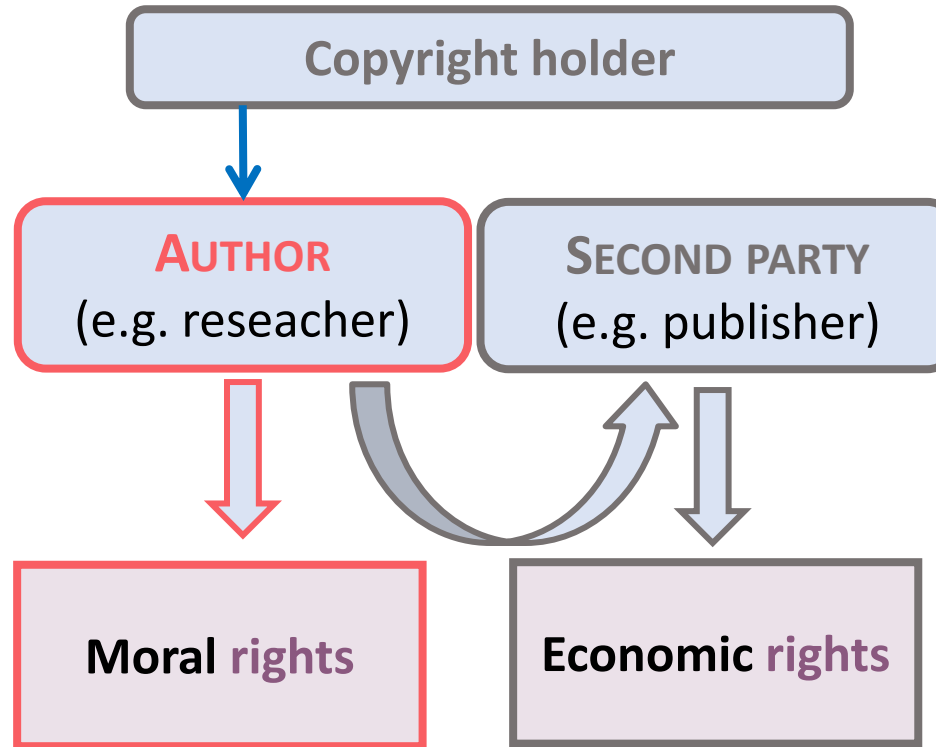 Copyright holder
AUTHOR
(e.g. reseacher)
SECOND PARTY
(e.g. publisher)
Moral rights
Economic rights